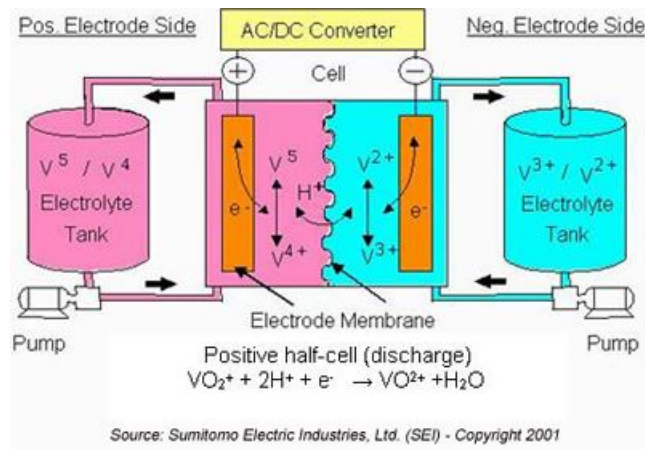 Pos. Electrode Side
AC/DC Converter
Neg. Electrode Side
+
Cell
−
V⁵ / V⁴
Electrolyte
Tank
e-
V⁵
H⁺
V⁴⁺
V²⁺
V³⁺
e-
V³⁺ / V²⁺
Electrolyte
Tank
Pump
Electrode Membrane
Pump
Positive half-cell (discharge)
VO₂⁺ + 2H⁺ + e⁻ → VO²⁺ +H₂O
Source: Sumitomo Electric Industries, Ltd. (SEI) - Copyright 2001